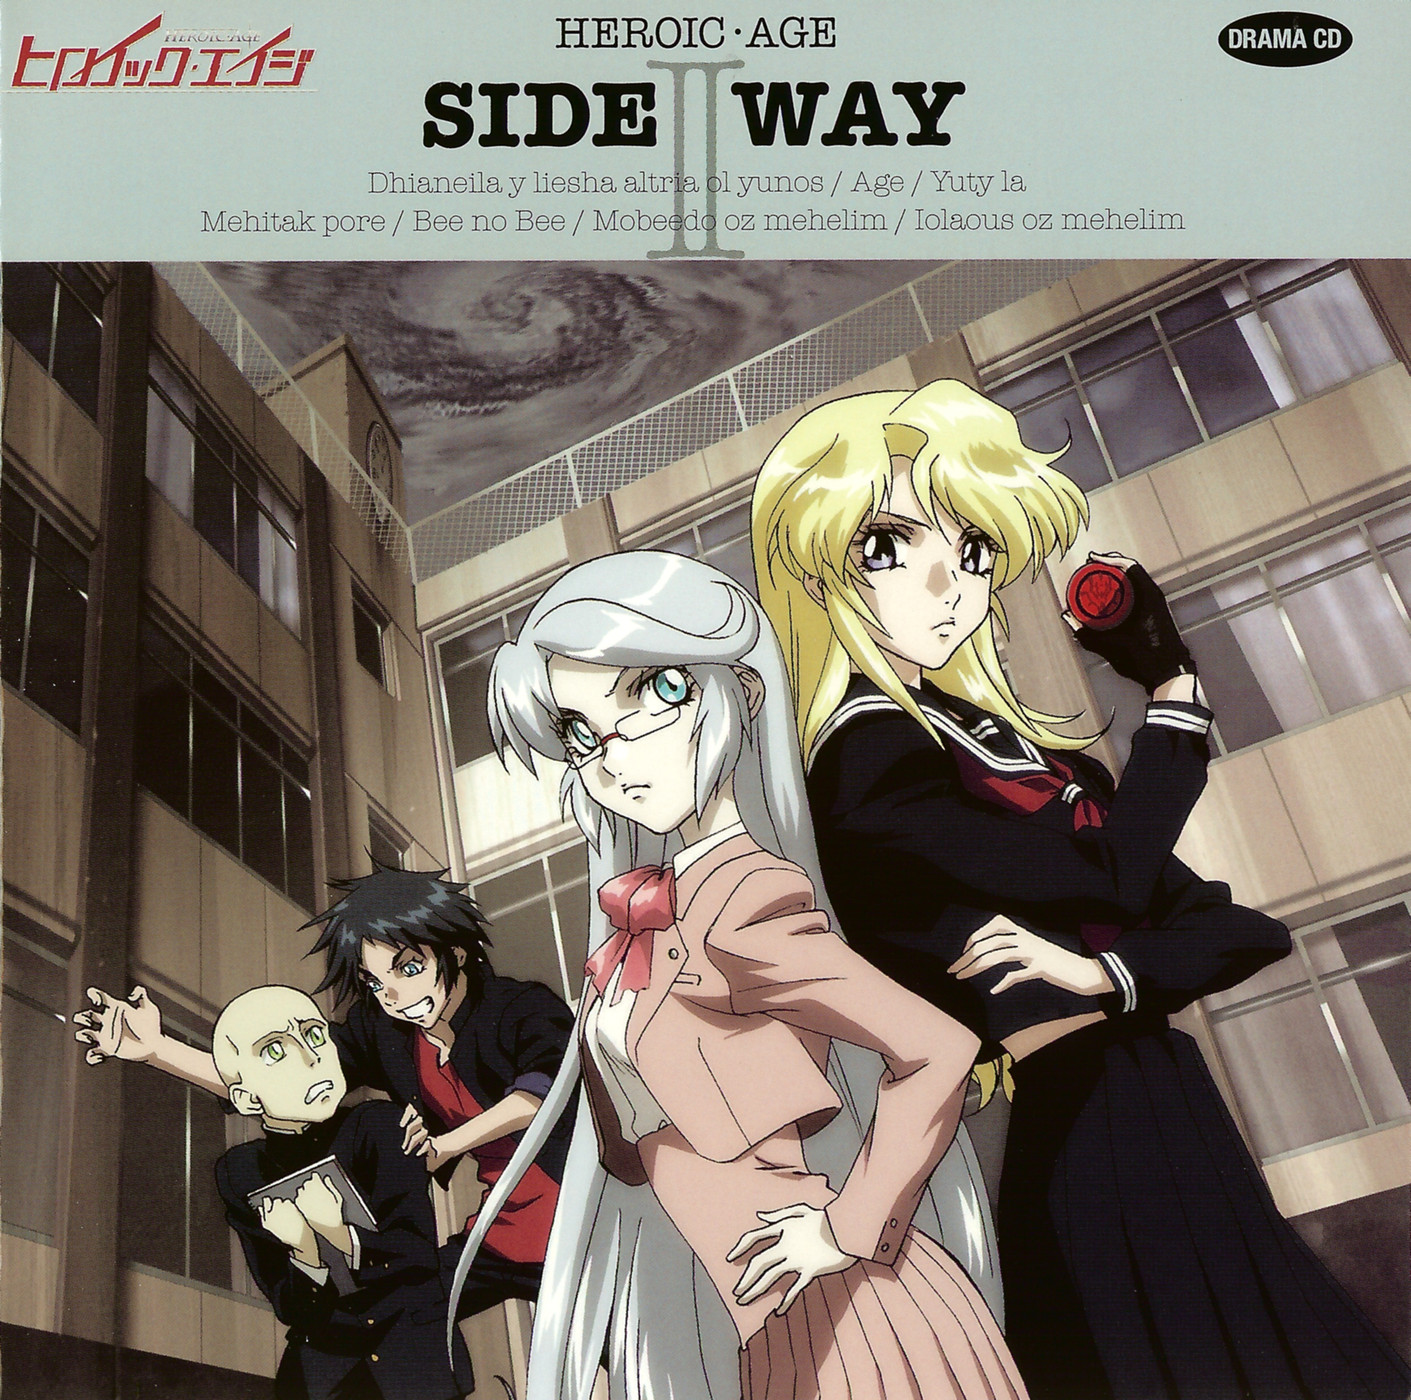 ヒロイック・エイジ
HEROIC·AGE
HEROIC·AGE
DRAMA CD
SIDE II WAY
Dhianeila y liesha altria ol yunos / Age / Yuty la
Mehitak pore / Bee no Bee / Mobeedo oz mehelim / Iolaous oz mehelim